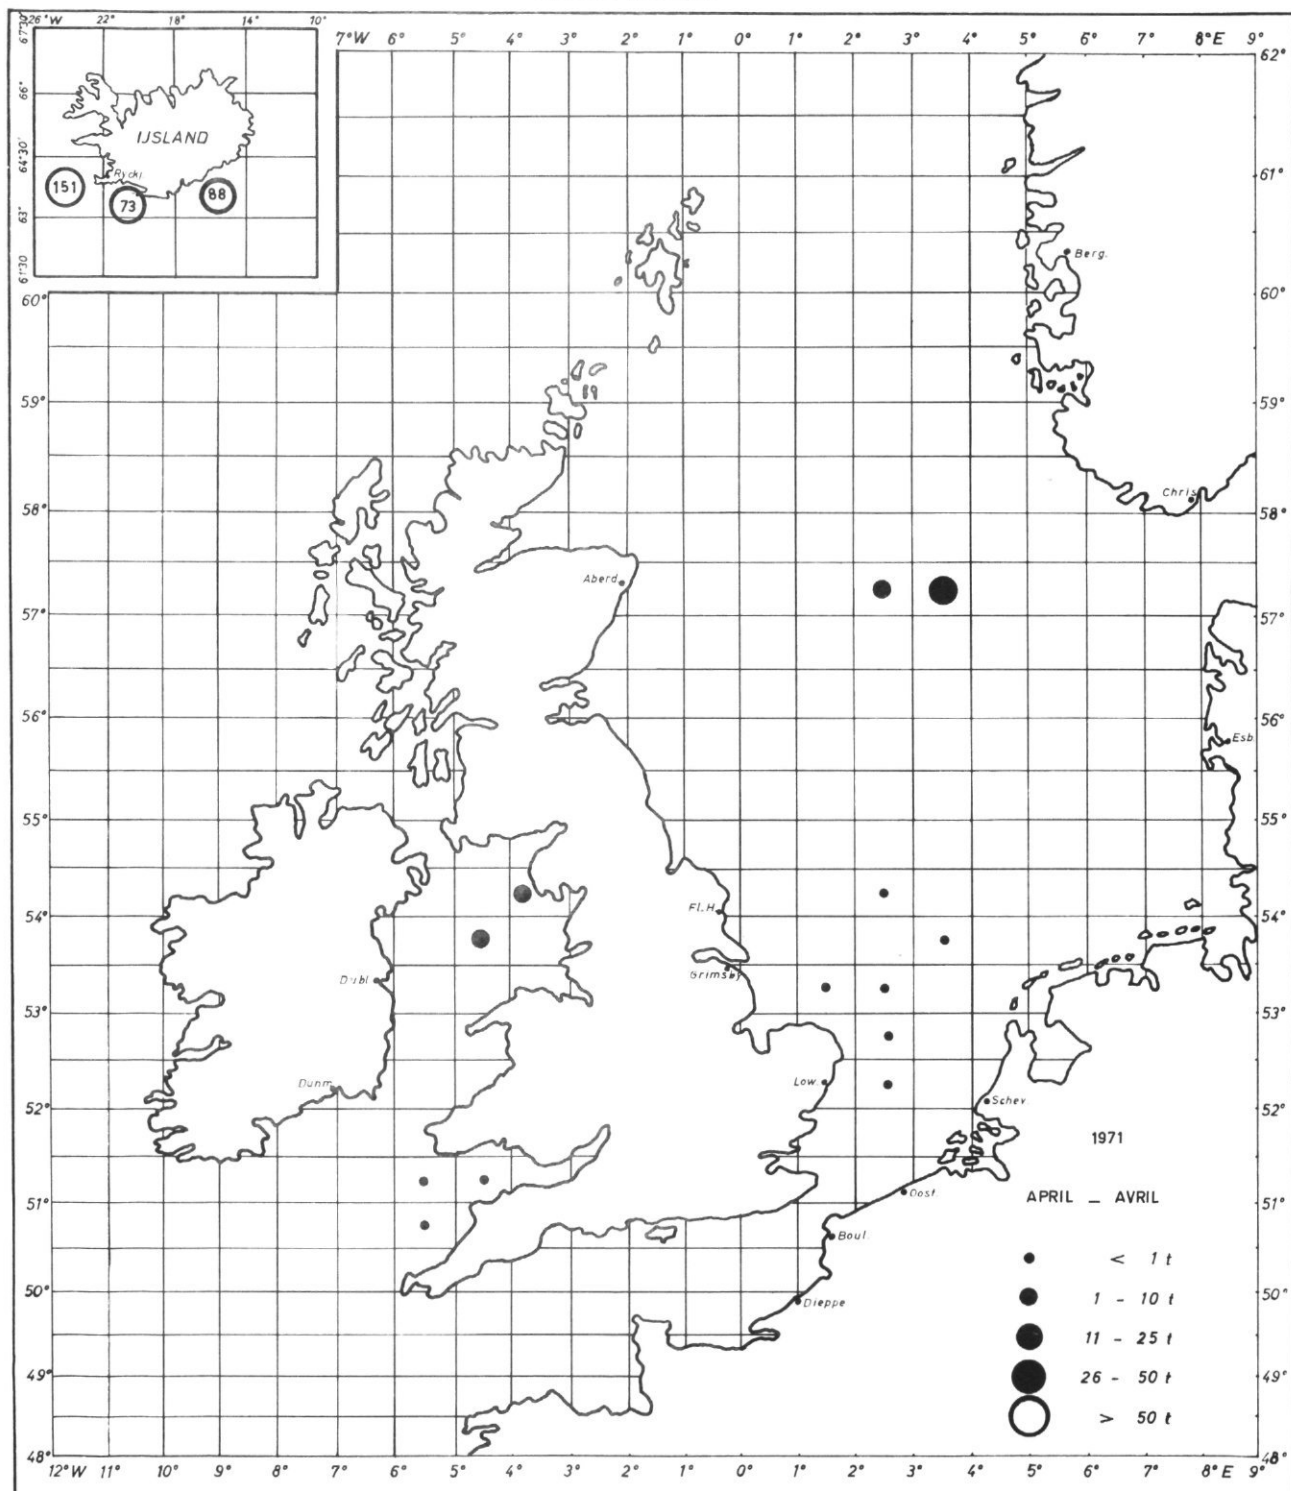 26°W 22° 18° 14° 10°
67°30
66°
64°30
63°
61°30
IJSLAND
Rycki
151
73
88
7°W 6° 5° 4° 3° 2° 1° 0° 1° 2° 3° 4° 5° 6° 7° 8°E 9°
62°
61°
60° 60°
59° 59°
58° 58°
57° 57°
56° 56°
55° 55°
54° 54°
53° 53°
52° 52°
51° 51°
50° 50°
49° 49°
48° 48°
Berg.
Chris
Aberd
Esb
Fl.H
Grimsby
Dubl
Dunm
Low.
Schev
Oost.
Boul.
Dieppe
1971
APRIL _ AVRIL
< 1 t
1 - 10 t
11 - 25 t
26 - 50 t
> 50 t
12°W 11° 10° 9° 8° 7° 6° 5° 4° 3° 2° 1° 0° 1° 2° 3° 4° 5° 6° 7° 8°E 9°